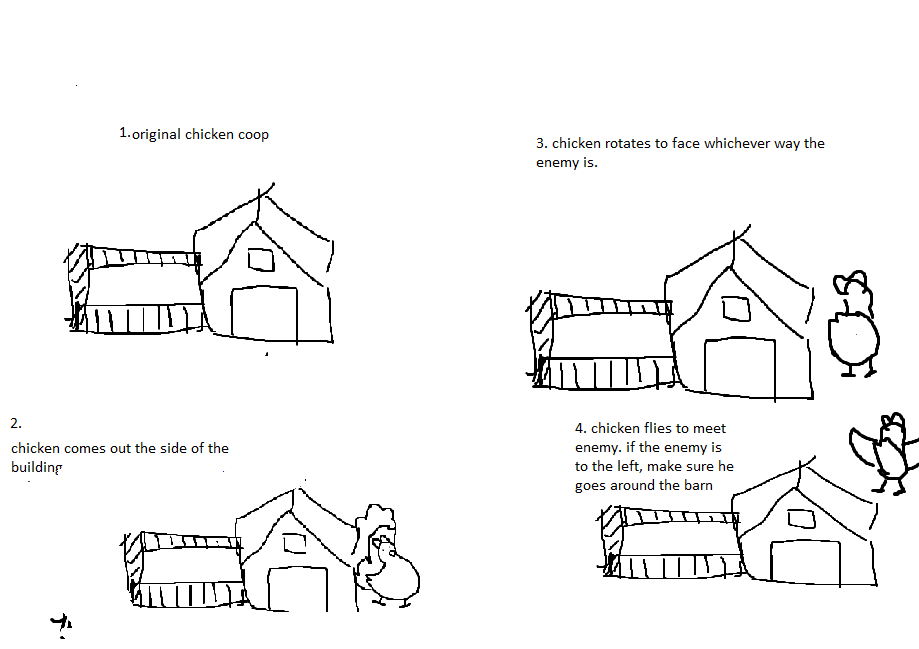 1.original chicken coop
2.
chicken comes out the side of the
building
3. chicken rotates to face whichever way the
enemy is.
4. chicken flies to meet
enemy. if the enemy is
to the left, make sure he
goes around the barn